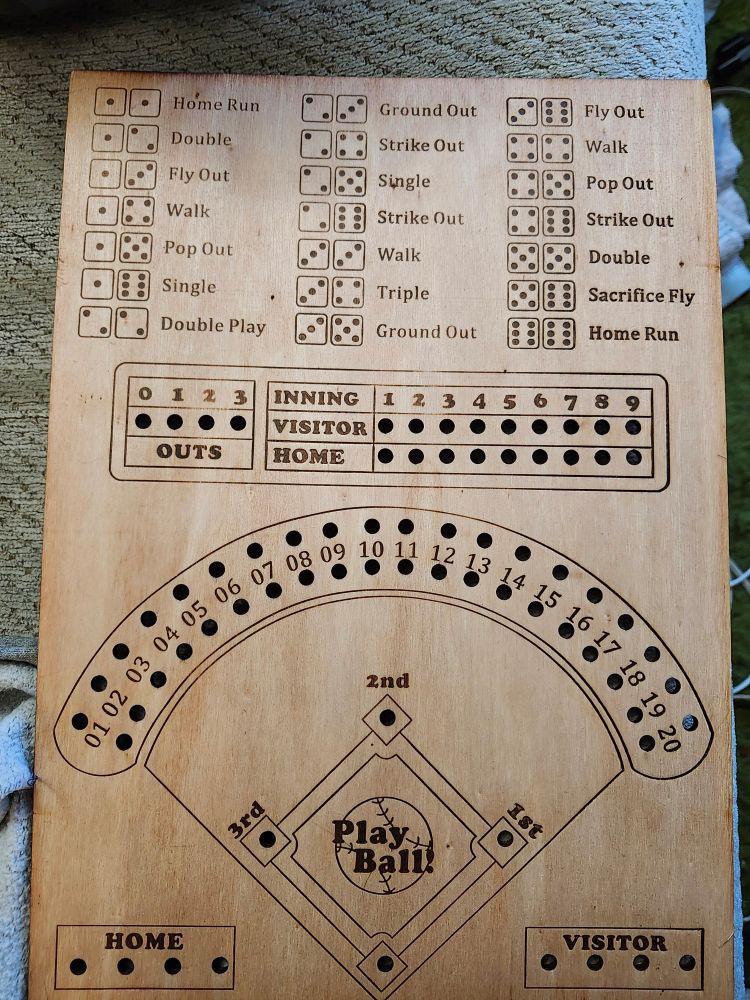 Home Run
Double
Fly Out
Walk
Pop Out
Single
Double Play
Ground Out
Strike Out
Single
Strike Out
Walk
Triple
Ground Out
Fly Out
Walk
Pop Out
Strike Out
Double
Sacrifice Fly
Home Run
0 1 2 3
OUTS
INNING 1 2 3 4 5 6 7 8 9
VISITOR
HOME
01 02 03 04 05 06 07 08 09 10 11 12 13 14 15 16 17 18 19 20
2nd
3rd
1st
Play
Ball!
HOME
VISITOR